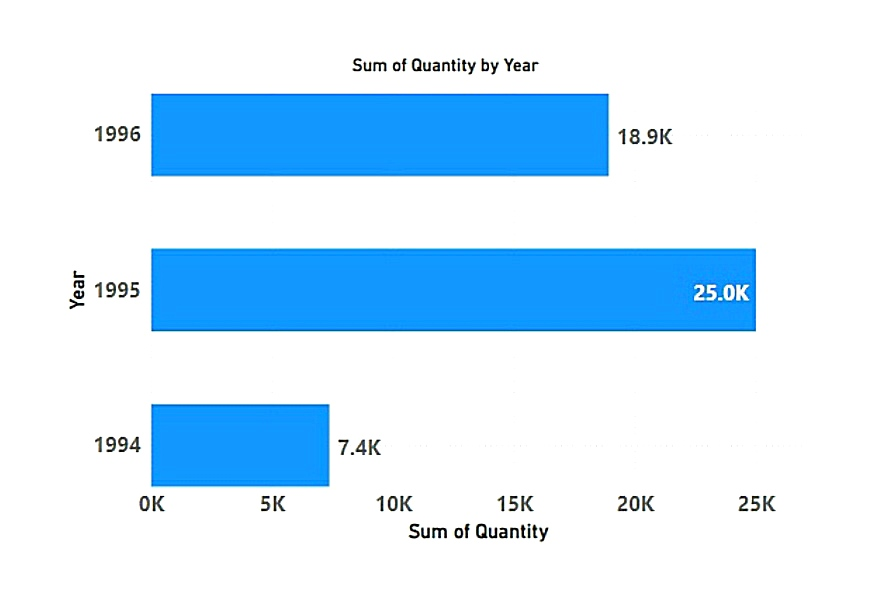 Sum of Quantity by Year
1996
18.9K
Year
1995
25.0K
1994
7.4K
0K 5K 10K 15K 20K 25K
Sum of Quantity